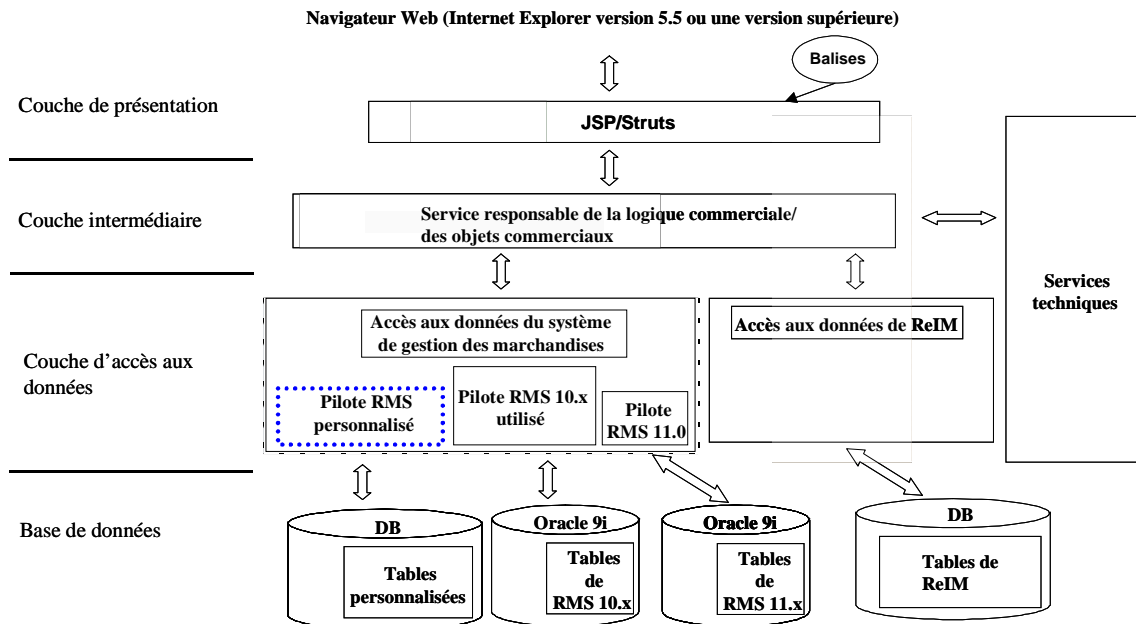 Navigateur Web (Internet Explorer version 5.5 ou une version supérieure)
Balises
Couche de présentation
JSP/Struts
Couche intermédiaire
Service responsable de la logique commerciale/
des objets commerciaux
Services
techniques
Couche d'accès aux
données
Accès aux données du système
de gestion des marchandises
Accès aux données de ReIM
Pilote RMS
personnalisé
Pilote RMS 10.x
utilisé
Pilote
RMS 11.0
Base de données
DB
Tables
personnalisées
Oracle 9i
Tables
de
RMS 10.x
Oracle 9i
Tables
de
RMS 11.x
DB
Tables de
ReIM